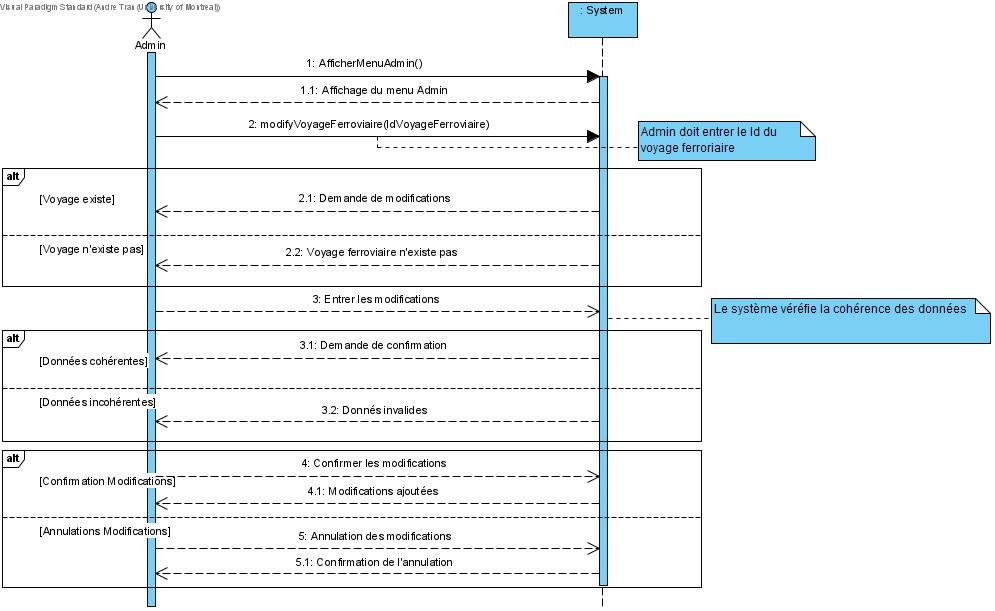 Visual Paradigm Standard(Andre Tran(University of Montreal))
: System
Admin
1: AfficherMenuAdmin()
1.1: Affichage du menu Admin
2: modifyVoyageFerroviaire(IdVoyageFerroviaire)
Admin doit entrer le Id du
voyage ferroriaire
alt
[Voyage existe]
2.1: Demande de modifications
[Voyage n'existe pas]
2.2: Voyage ferroviaire n'existe pas
3: Entrer les modifications
Le système véréfie la cohérence des données
alt
3.1: Demande de confirmation
[Données cohérentes]
[Données incohérentes]
3.2: Donnés invalides
alt
4: Confirmer les modifications
[Confirmation Modifications]
4.1: Modifications ajoutées
[Annulations Modifications]
5: Annulation des modifications
5.1: Confirmation de l'annulation